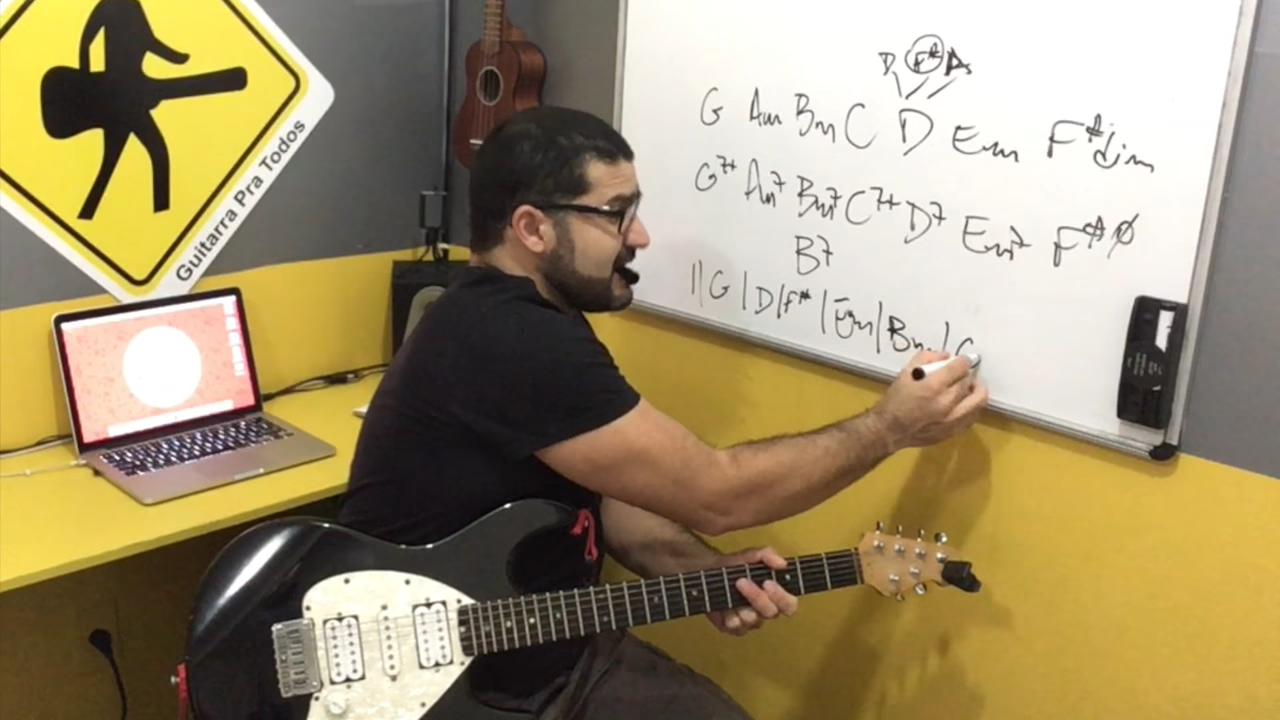 Guitarra Pra Todos
D F# A
G Am Bm C D Em F#dim
G7+ Am7 Bm7 C7+ D7 Em7 F#ø
B7
||G |D/F# |Em|Bm|C